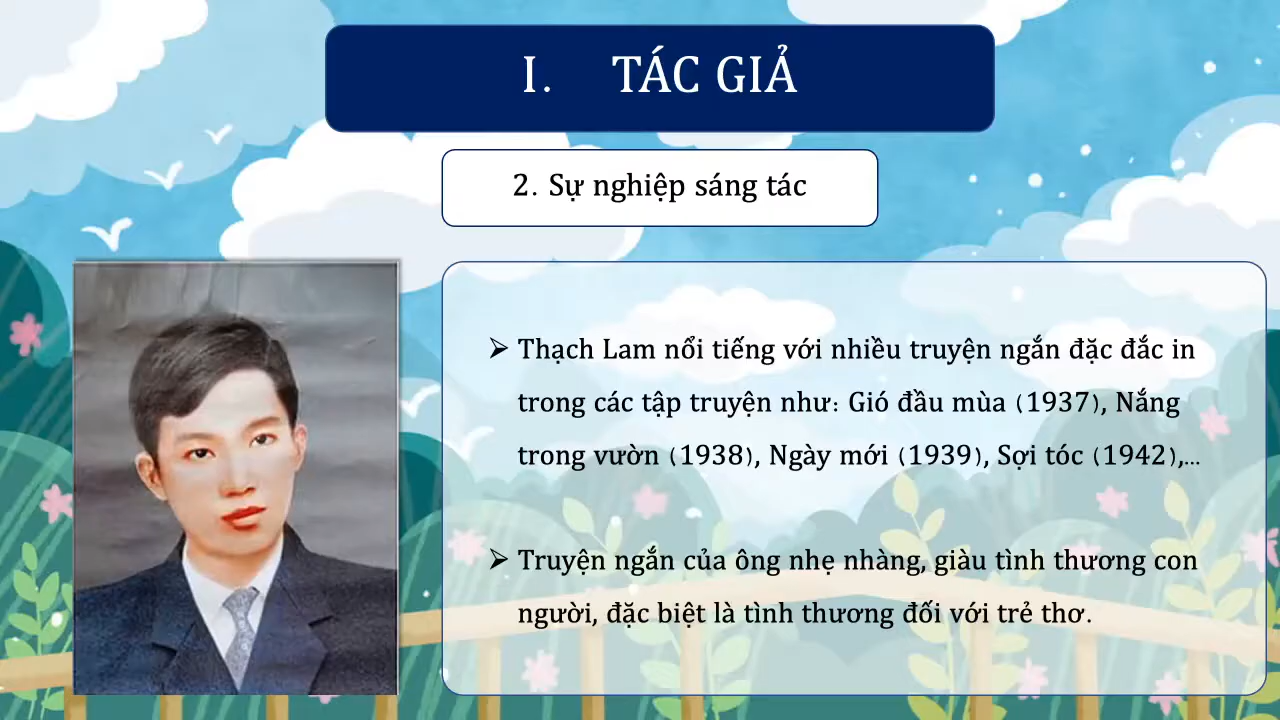 I. TÁC GIẢ
2. Sự nghiệp sáng tác
➢ Thạch Lam nổi tiếng với nhiều truyện ngắn đặc đắc in
trong các tập truyện như: Gió đầu mùa (1937), Nắng
trong vườn (1938), Ngày mới (1939), Sợi tóc (1942),...
➢ Truyện ngắn của ông nhẹ nhàng, giàu tình thương con
người, đặc biệt là tình thương đối với trẻ thơ.